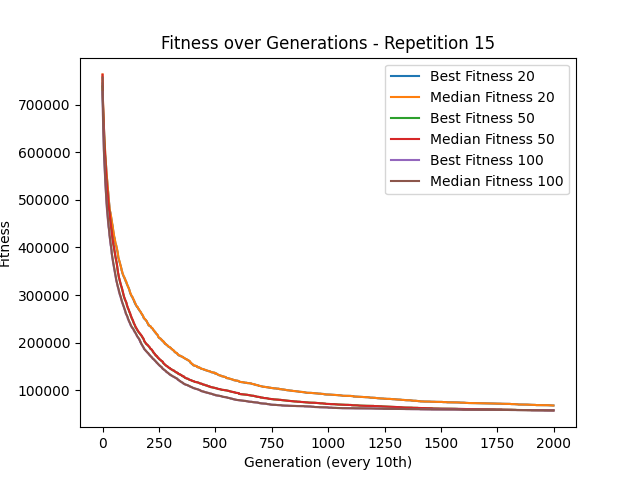 Fitness over Generations - Repetition 15
Best Fitness 20
Median Fitness 20
Best Fitness 50
Median Fitness 50
Best Fitness 100
Median Fitness 100
700000
600000
500000
400000
300000
200000
100000
Fitness
0
250
500
750
1000
1250
1500
1750
2000
Generation (every 10th)